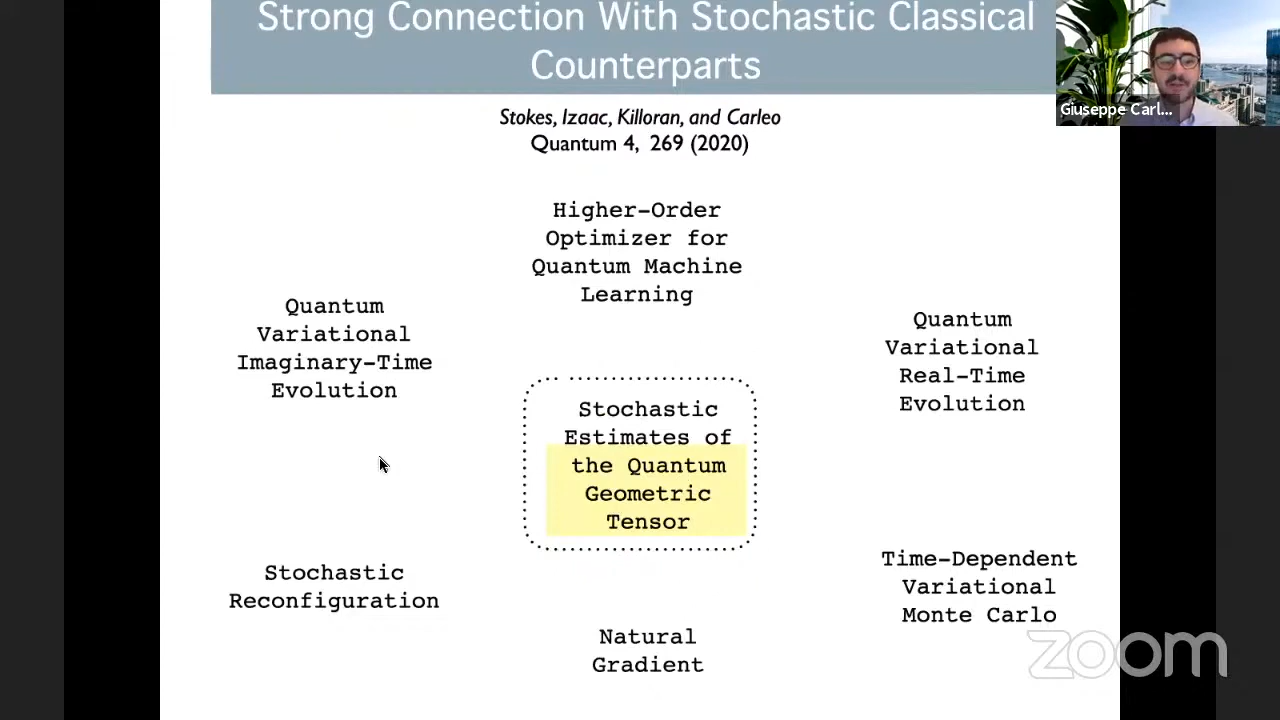 Strong Connection With Stochastic Classical
Counterparts
Giuseppe Carl...
Stokes, Izaac, Killoran, and Carleo
Quantum 4, 269 (2020)
Higher-Order
Optimizer for
Quantum Machine
Learning
Quantum
Variational
Imaginary-Time
Evolution
Quantum
Variational
Real-Time
Evolution
Stochastic
Estimates of
the Quantum
Geometric
Tensor
Stochastic
Reconfiguration
Time-Dependent
Variational
Monte Carlo
Natural
Gradient
zoom